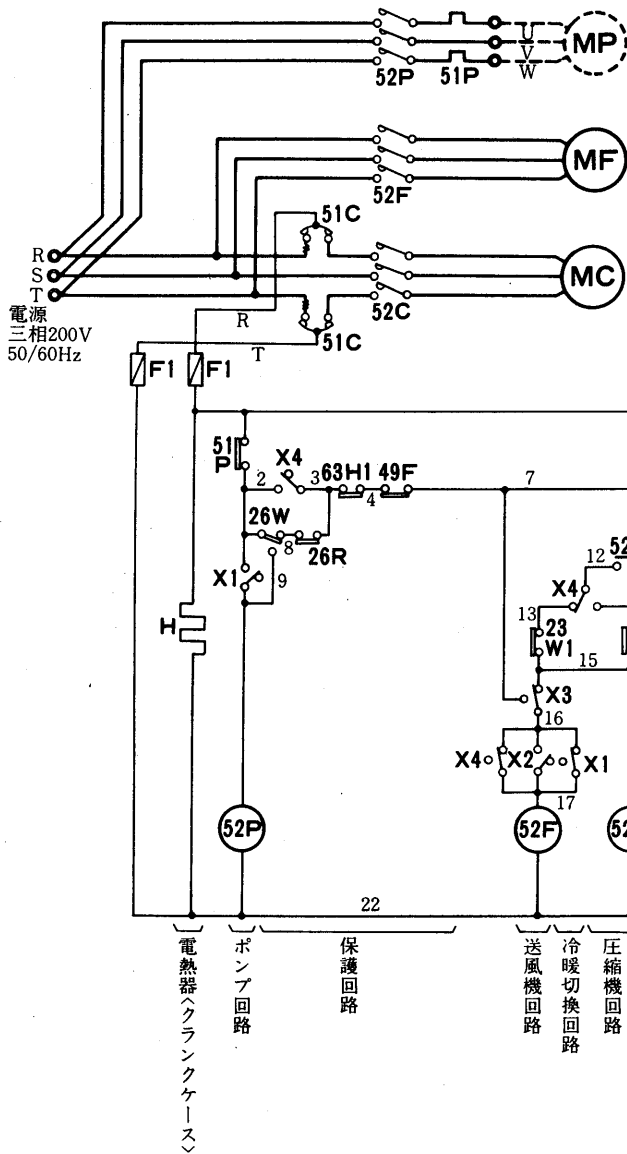 U
V
W
MP
52P
51P
MF
52F
51C
R
S
T
MC
52C
電源
三相200V
50/60Hz
R
T
51C
F1
F1
51
P
X4
2
3
63H1
49F
4
7
26W
8
26R
X1
9
12
52
X4
13
23
W1
15
H
X3
16
X4
X2
X1
17
52P
52F
52
22
電熱器〈クランクケース〉
ポンプ回路
保護回路
送風機回路
冷暖切換回路
圧縮機回路